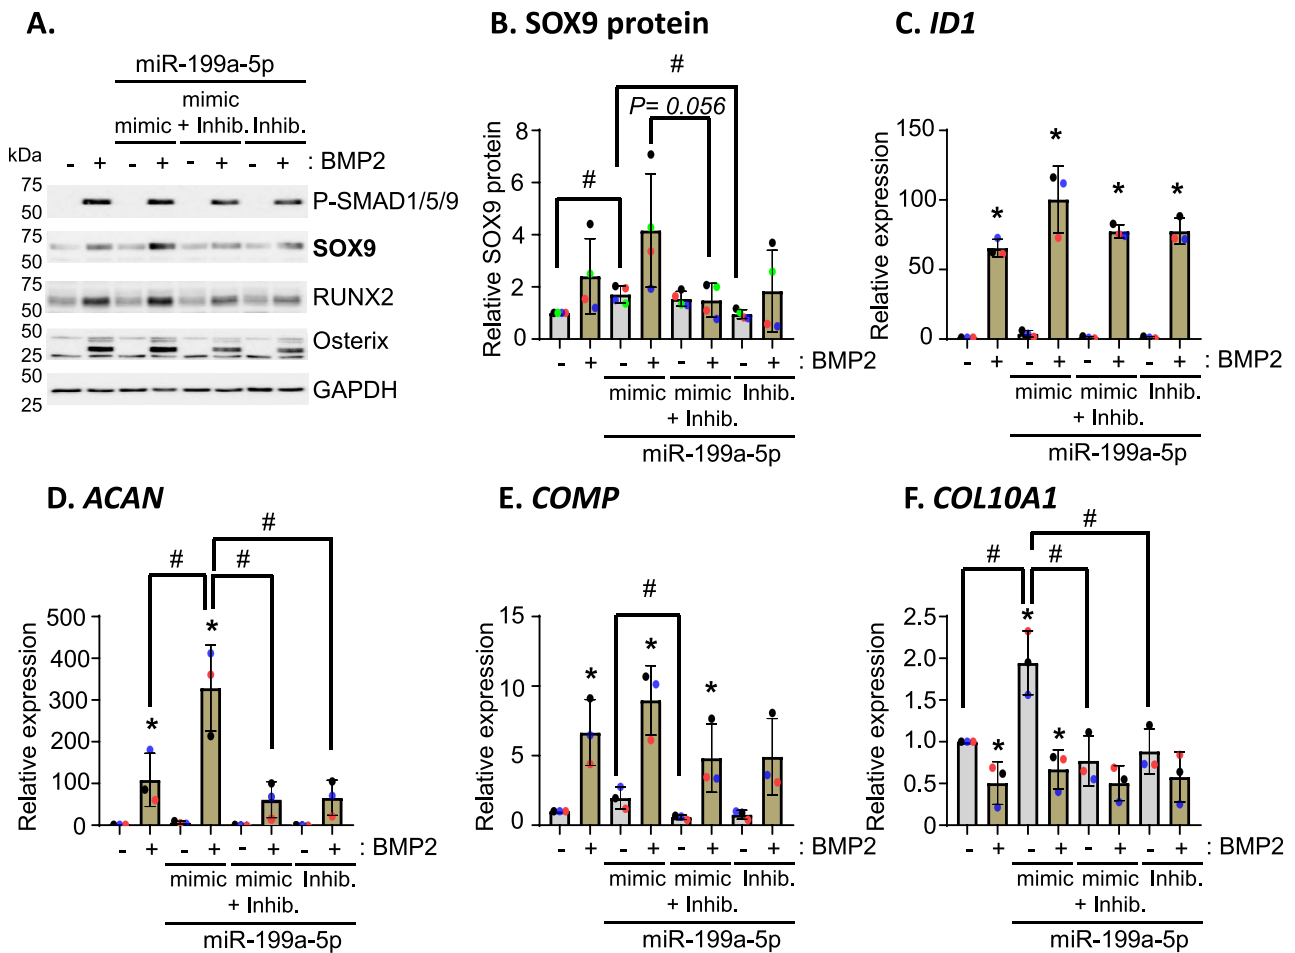 A.
miR-199a-5p
mimic
mimic + Inhib. Inhib.
kDa - + - + - + - + : BMP2
75
50
P-SMAD1/5/9
75
50
SOX9
75
50
RUNX2
50
25
Osterix
50
25
GAPDH
B. SOX9 protein
#
P= 0.056
#
Relative SOX9 protein
8
6
4
2
0
- + - + - + - + : BMP2
mimic mimic Inhib.
+ Inhib.
miR-199a-5p
C. ID1
Relative expression
150
100
50
0
* * * *
- + - + - + - + : BMP2
mimic mimic Inhib.
+ Inhib.
miR-199a-5p
D. ACAN
#
# #
Relative expression
500
400
300
200
100
0
* *
- + - + - + - + : BMP2
mimic mimic Inhib.
+ Inhib.
miR-199a-5p
E. COMP
#
Relative expression
15
10
5
0
* * *
- + - + - + - + : BMP2
mimic mimic Inhib.
+ Inhib.
miR-199a-5p
F. COL10A1
#
# #
Relative expression
2.5
2.0
1.5
1.0
0.5
0
* * *
- + - + - + - + : BMP2
mimic mimic Inhib.
+ Inhib.
miR-199a-5p